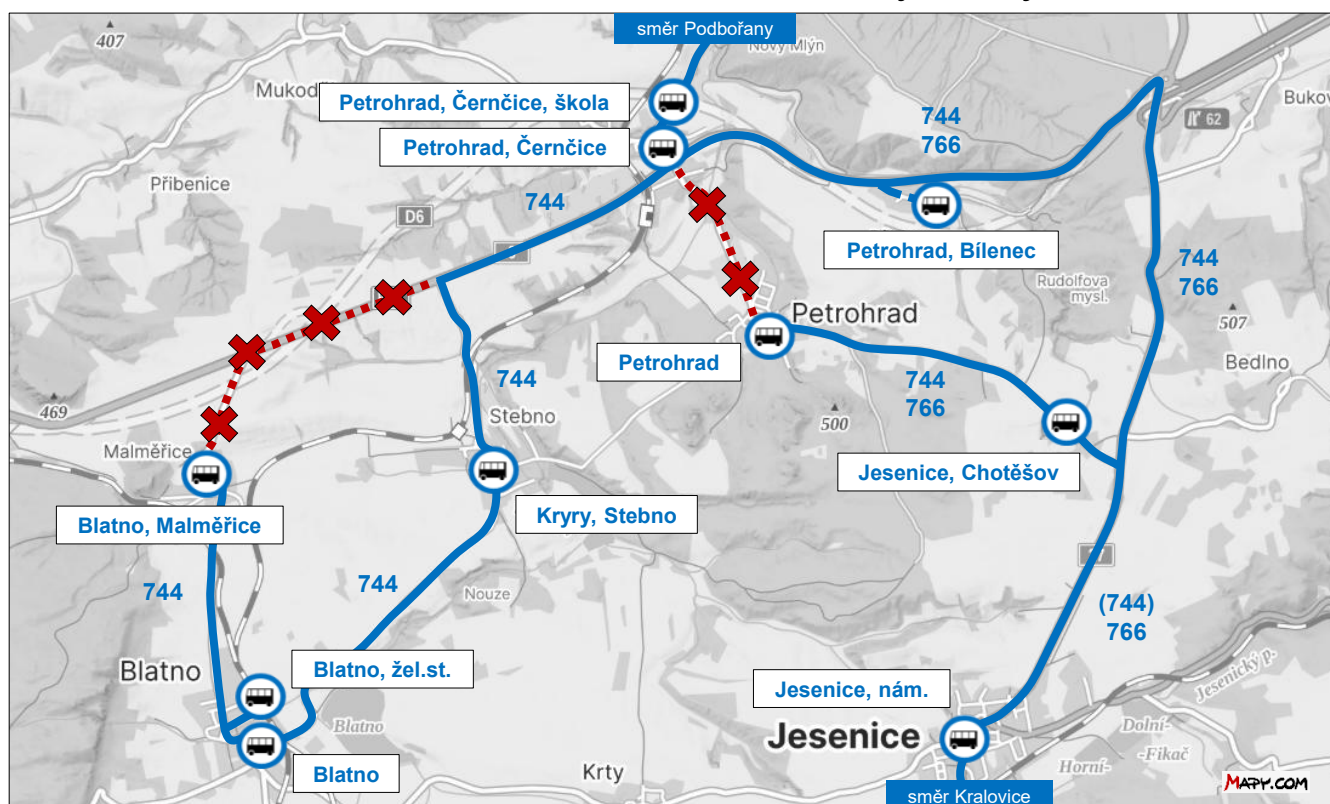 směr Podbořany
407
Nový Mlýn
Petrohrad, Černčice, škola
744
766
62
Petrohrad, Černčice
Přibenice
744
D6
Petrohrad, Bílenec
744
766
Rudolfova
mysl.
507
Petrohrad
Petrohrad
Bedlno
744
744
766
469
Stebno
500
Malměřice
Jesenice, Chotěšov
Blatno, Malměřice
Kryry, Stebno
744
744
Nouze
(744)
766
Blatno
Blatno, žel.st.
Jesenice, nám.
Jesenický p.
Blatno
Jesenice
Dolní-
-Fikač
Horní-
Blatno
Krty
MAPY.COM
směr Kralovice